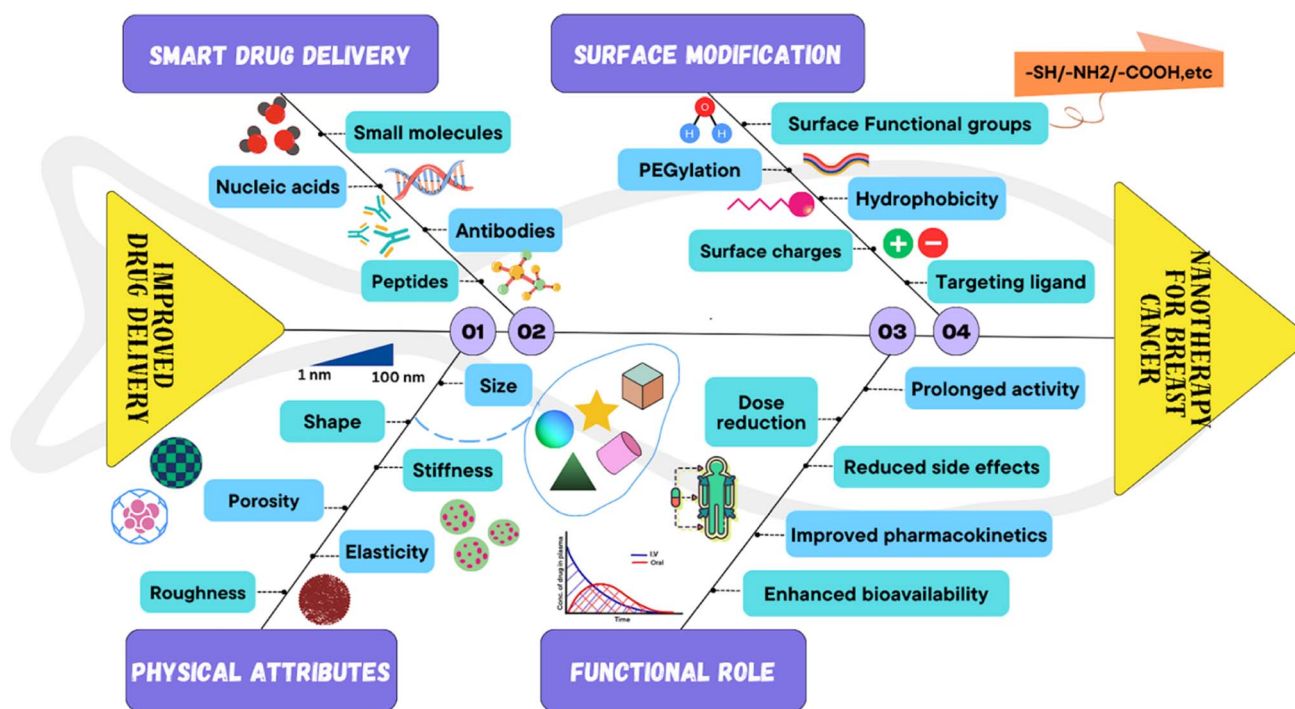 SMART DRUG DELIVERY
SURFACE MODIFICATION
-SH/-NH2/-COOH,etc
Small molecules
Nucleic acids
Antibodies
Peptides
O
H
H
Surface Functional groups
PEGylation
Hydrophobicity
Surface charges
+
−
Targeting ligand
IMPROVED
DRUG DELIVERY
01
02
03
04
NANOTHERAPY
FOR BREAST
CANCER
1 nm
100 nm
Size
Shape
Stiffness
Porosity
Elasticity
Roughness
Prolonged activity
Dose
reduction
Reduced side effects
Improved pharmacokinetics
Enhanced bioavailability
Conc. of drug in plasma
I.V
Oral
Time
PHYSICAL ATTRIBUTES
FUNCTIONAL ROLE